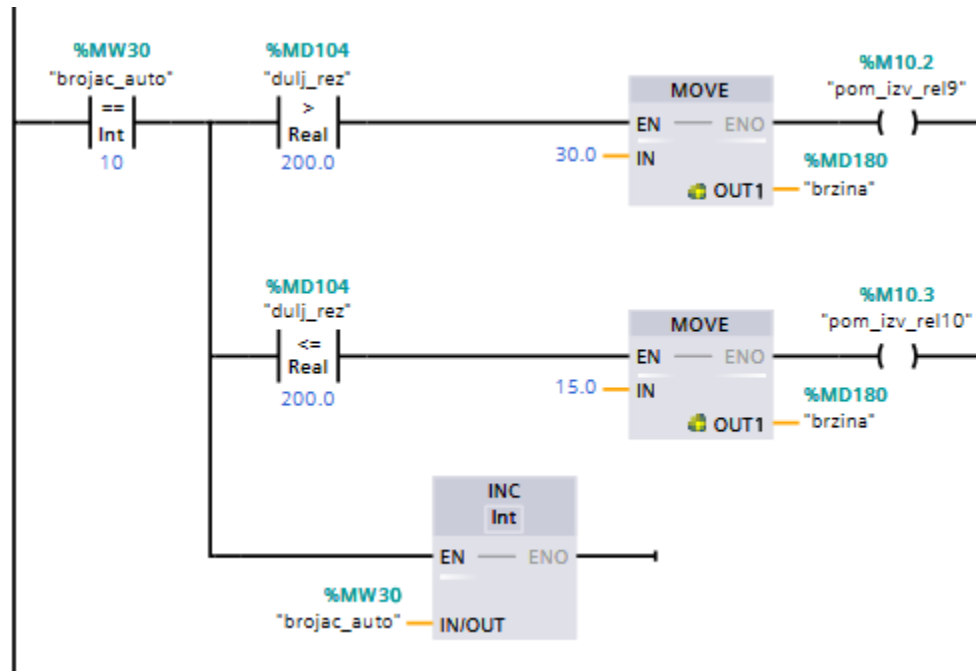 %MW30
"brojac_auto"
==
Int
10
%MD104
"dulj_rez"
>
Real
200.0
MOVE
EN
ENO
30.0
IN
OUT1
%M10.2
"pom_izv_rel9"
( )
%MD180
"brzina"
%MD104
"dulj_rez"
<=
Real
200.0
MOVE
EN
ENO
15.0
IN
OUT1
%M10.3
"pom_izv_rel10"
( )
%MD180
"brzina"
INC
Int
EN
ENO
%MW30
"brojac_auto"
IN/OUT